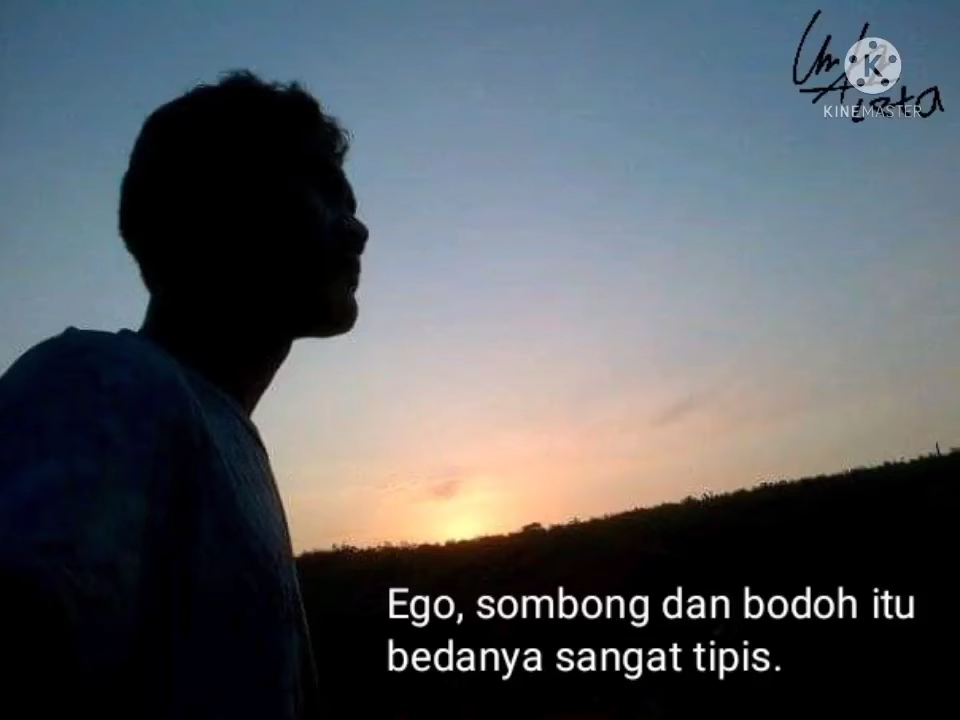 KINEMASTER
Ego, sombong dan bodoh itu
bedanya sangat tipis.